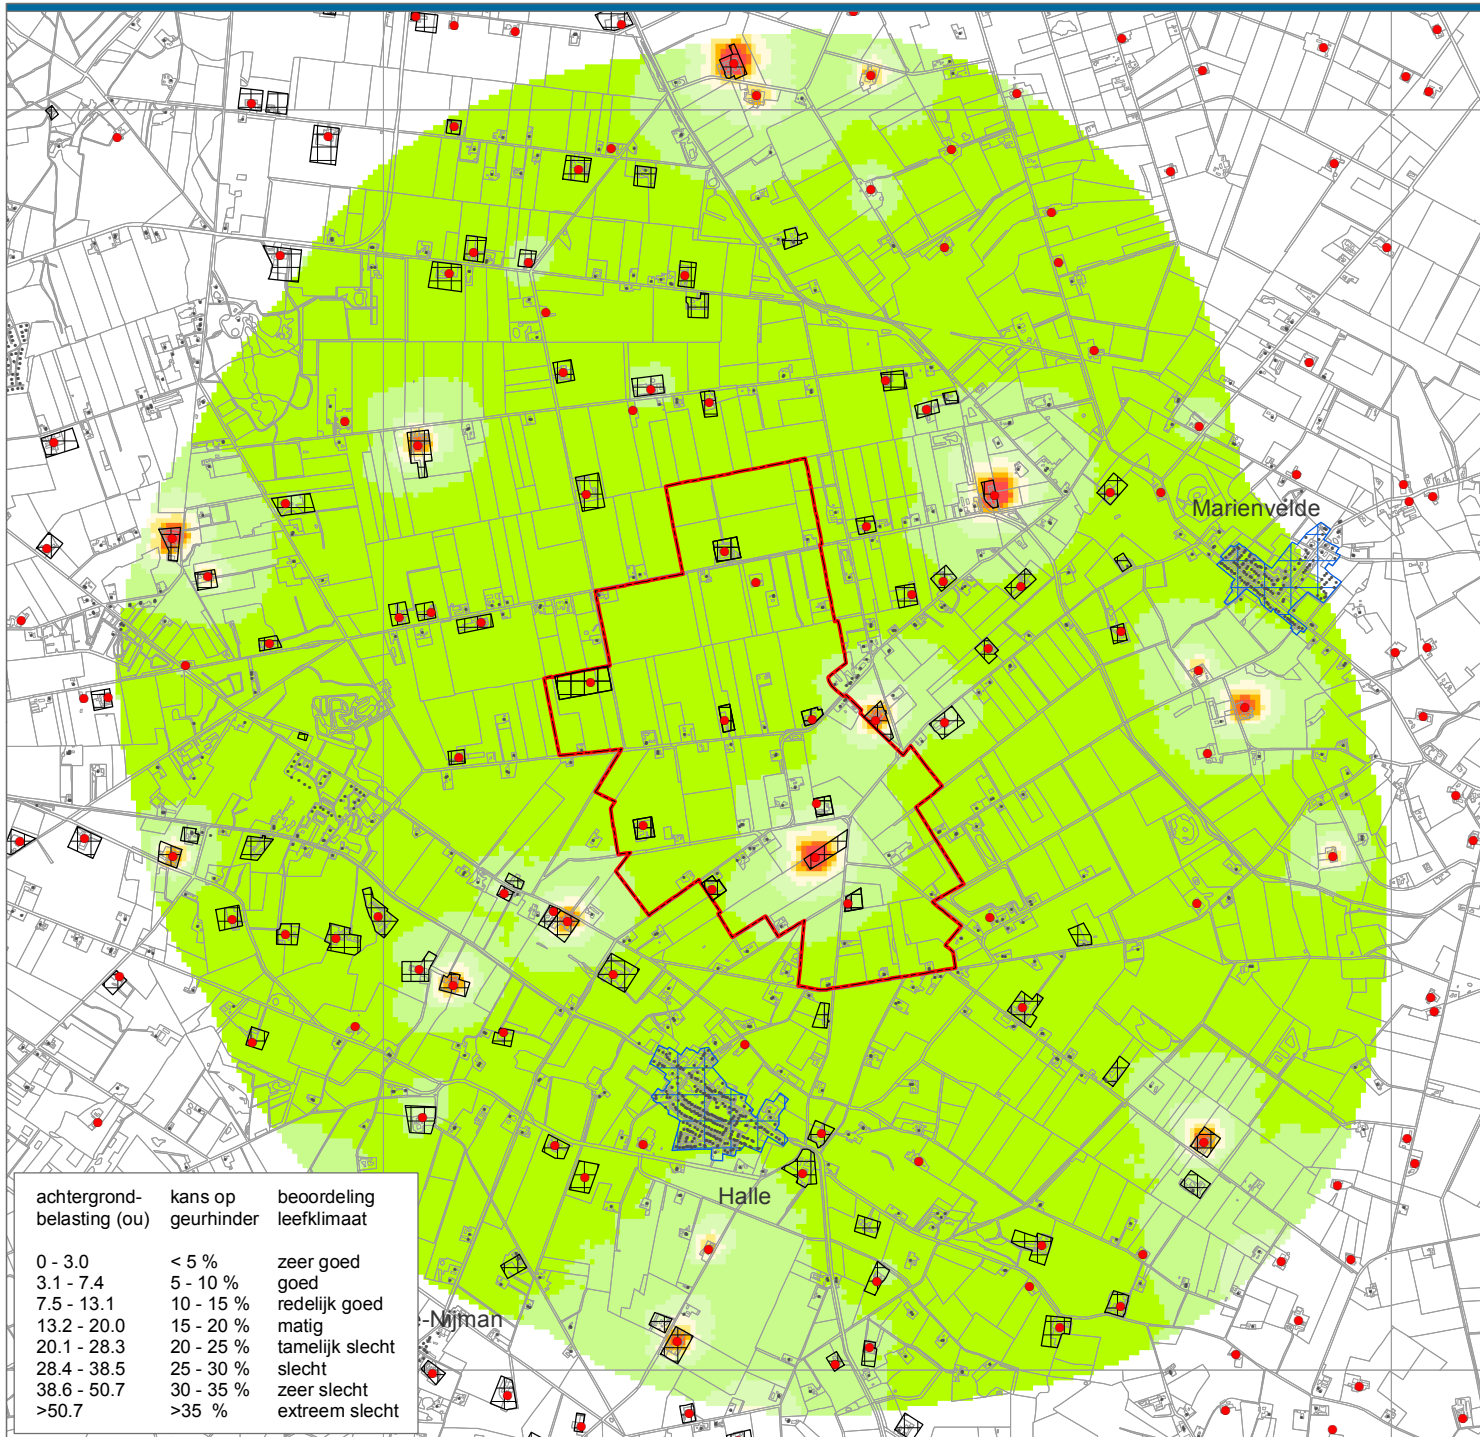 Marienvelde
Halle
e-Nijman
achtergrond- kans op beoordeling
belasting (ou) geurhinder leefklimaat
0 - 3.0 < 5 % zeer goed
3.1 - 7.4 5 - 10 % goed
7.5 - 13.1 10 - 15 % redelijk goed
13.2 - 20.0 15 - 20 % matig
20.1 - 28.3 20 - 25 % tamelijk slecht
28.4 - 38.5 25 - 30 % slecht
38.6 - 50.7 30 - 35 % zeer slecht
>50.7 >35 % extreem slecht